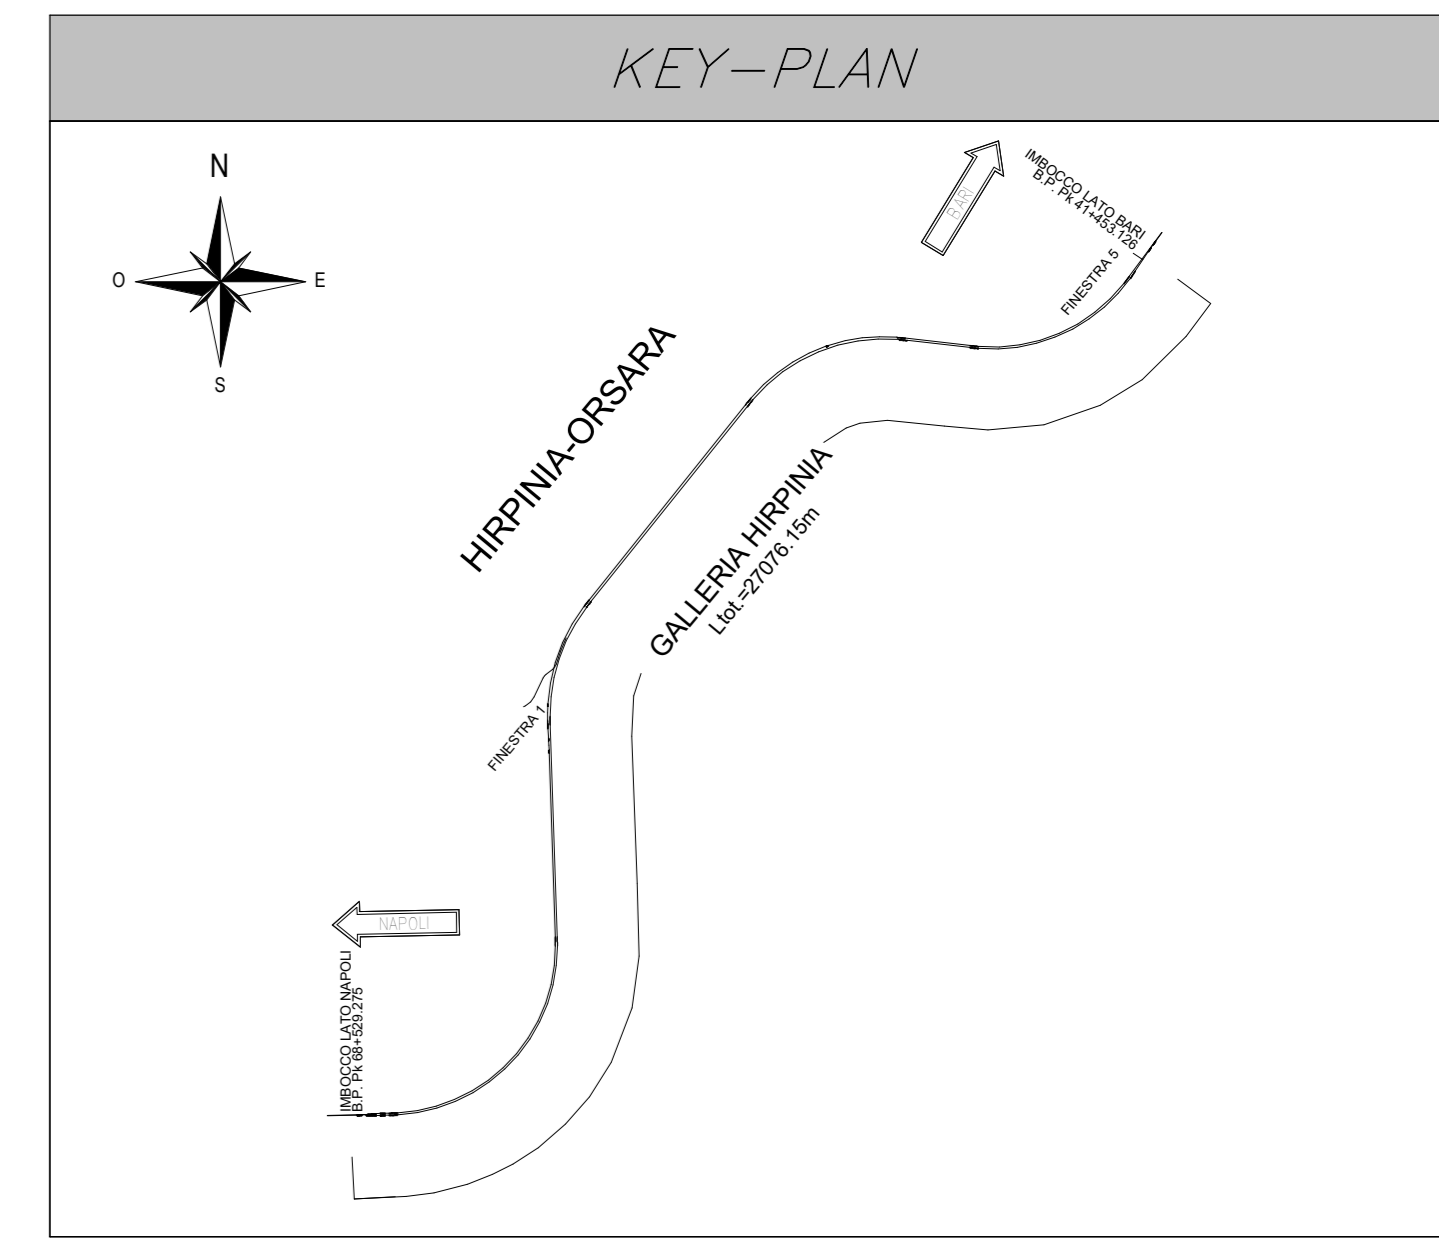 KEY-PLAN
N
O
E
S
BARI
IMBOCCO LATO BARI
B.P. Pk 41+453.126
FINESTRA 5
HIRPINIA-ORSARA
GALLERIA HIRPINIA
Ltot.=27076.15m
FINESTRA 1
NAPOLI
IMBOCCO LATO NAPOLI
B.P. Pk 68+529.275